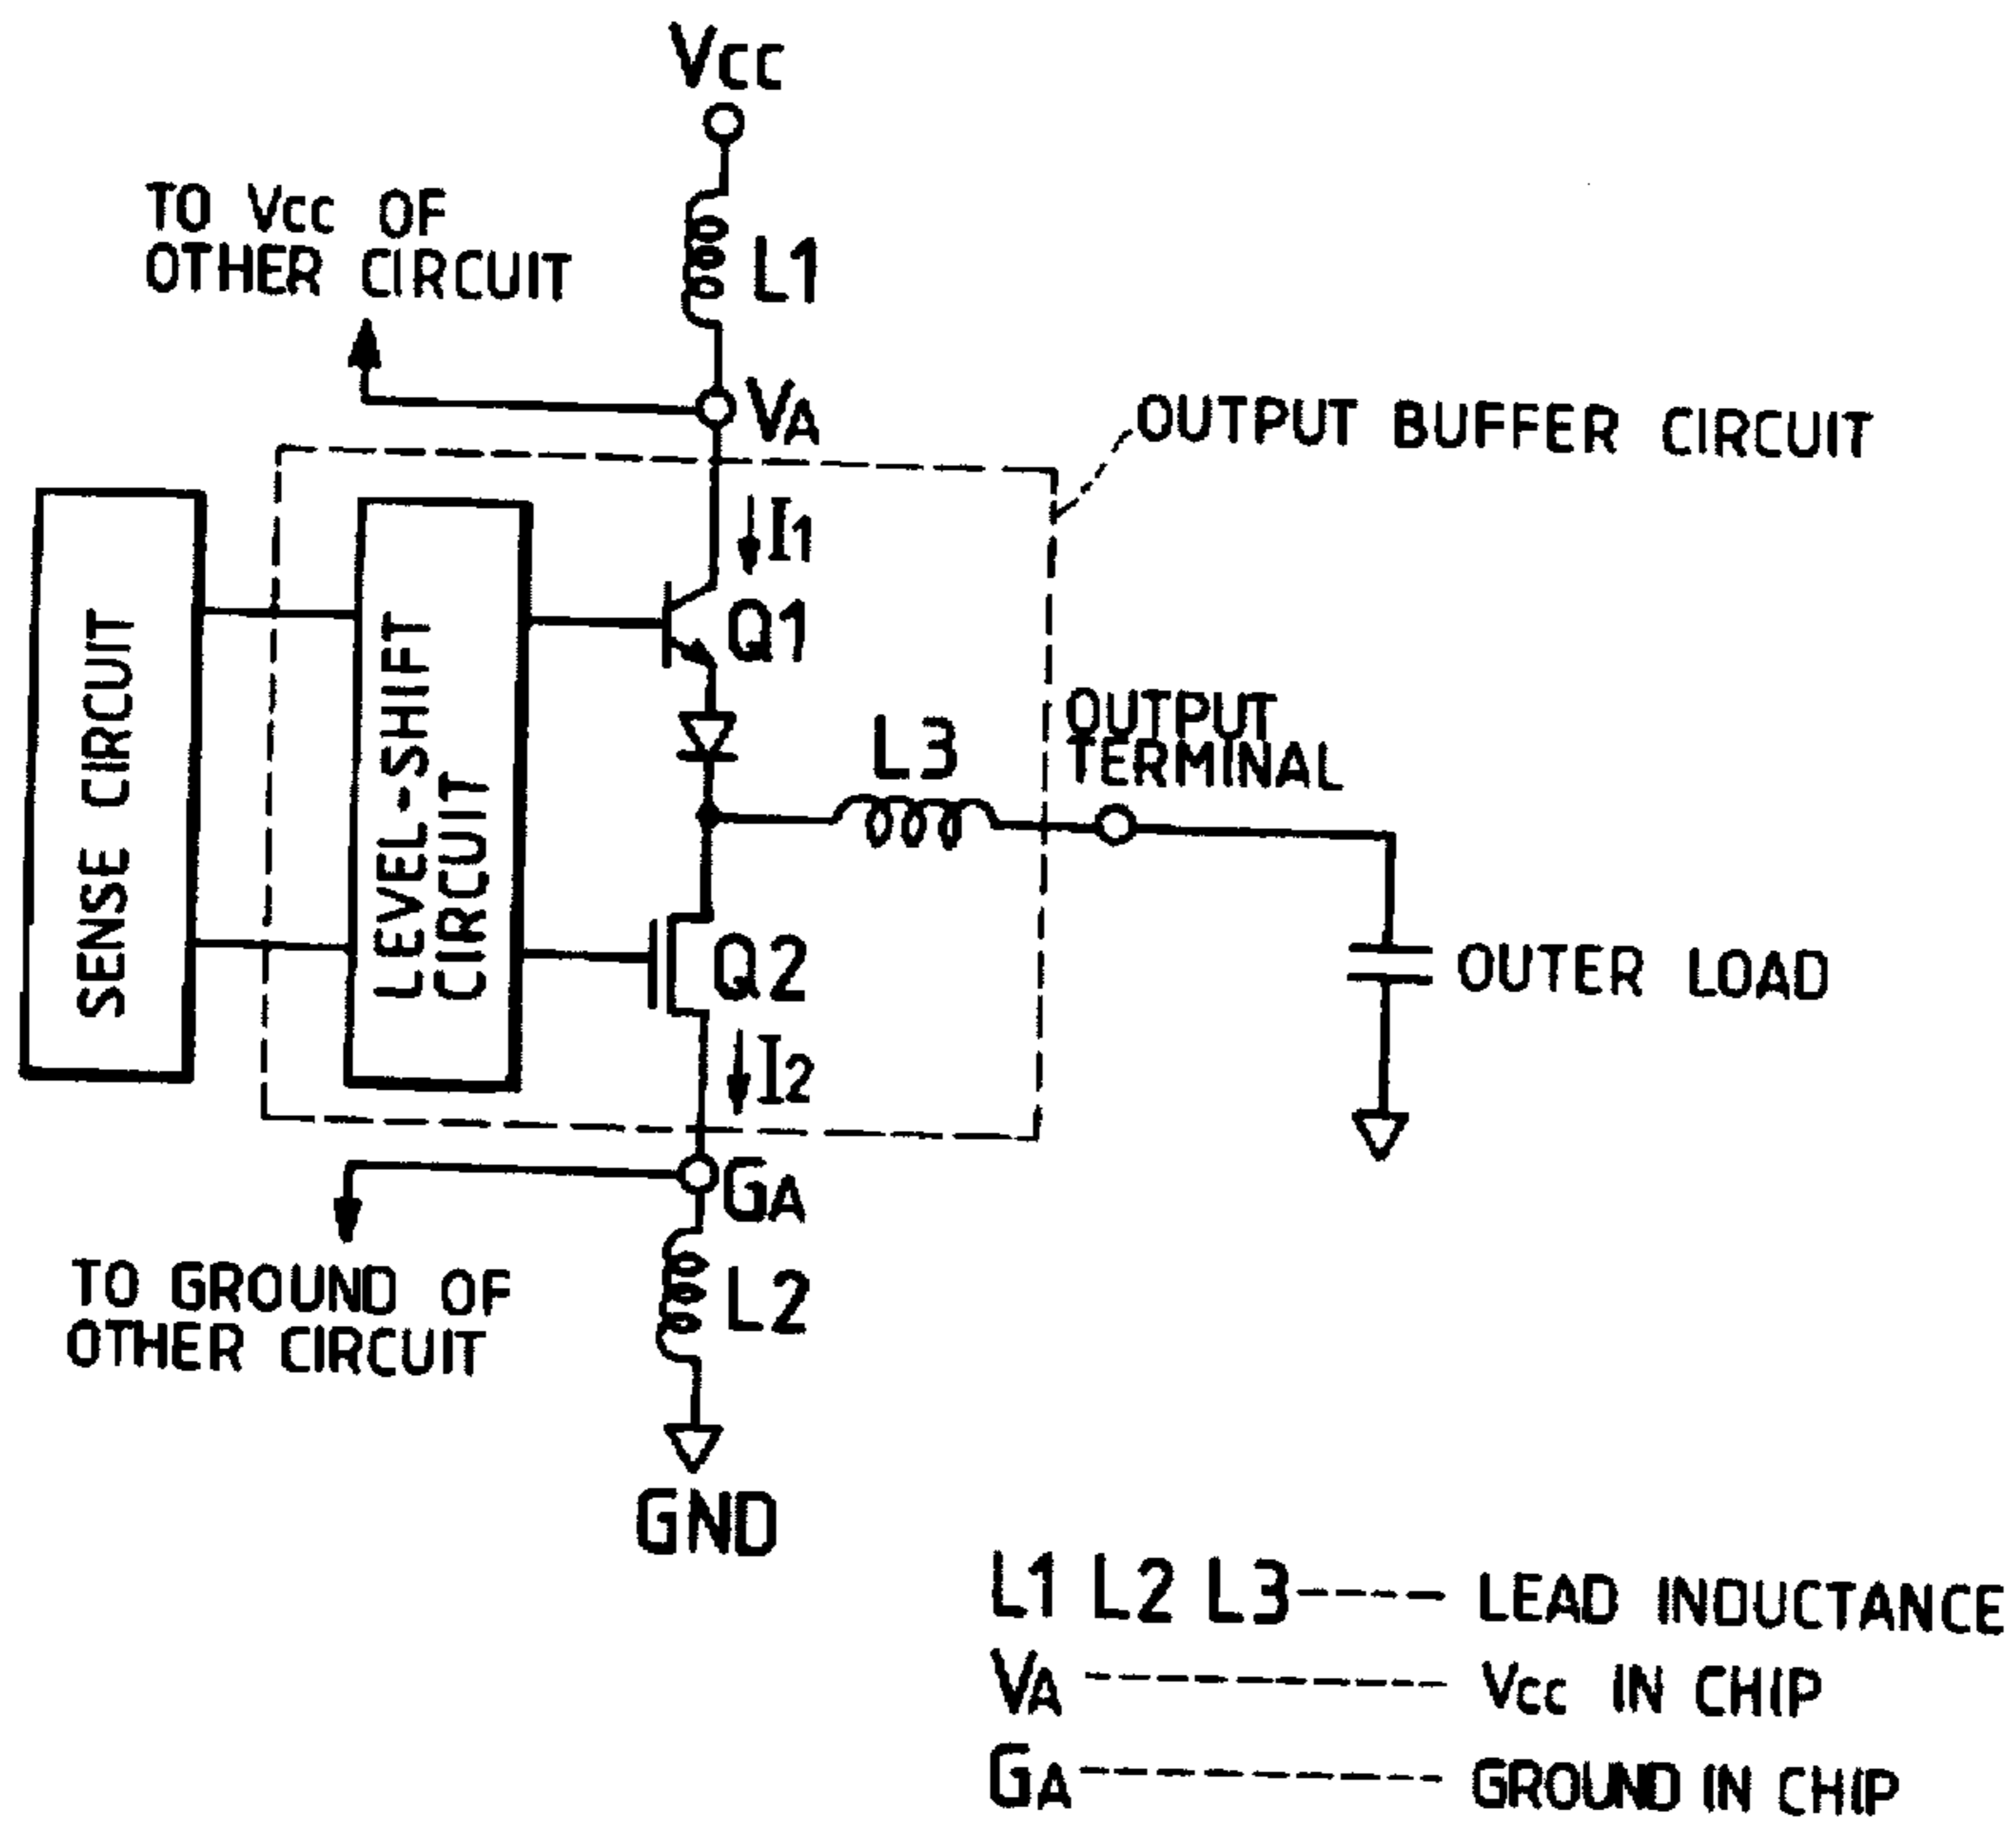 Vcc
TO Vcc OF
OTHER CIRCUIT
L1
VA
OUTPUT BUFFER CIRCUIT
I1
Q1
SENSE CIRCUIT
LEVEL-SHIFT
CIRCUIT
L3
OUTPUT
TERMINAL
Q2
OUTER LOAD
I2
GA
TO GROUND OF
OTHER CIRCUIT
L2
GND
L1 L2 L3 ----- LEAD INDUCTANCE
VA ----- Vcc IN CHIP
GA ----- GROUND IN CHIP